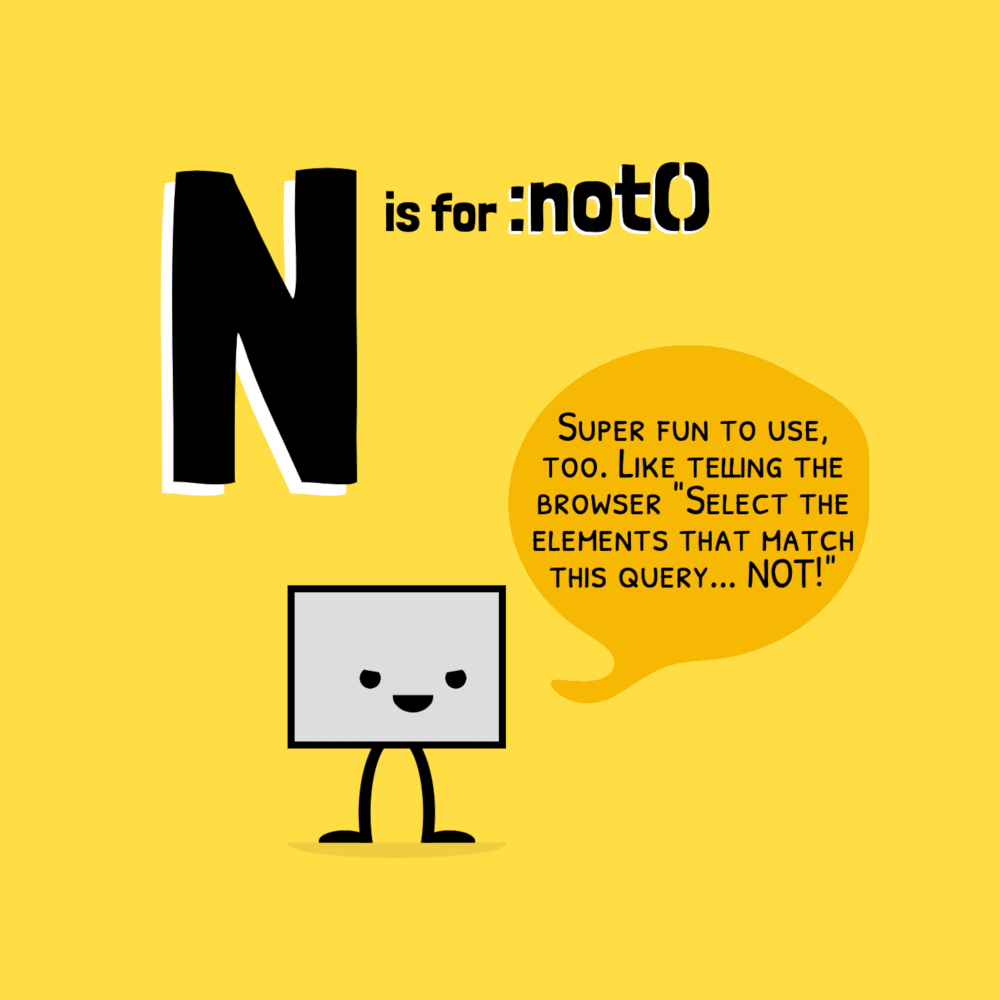 N is for :not()
Super fun to use,
too. Like telling the
browser "Select the
elements that match
this query... NOT!"